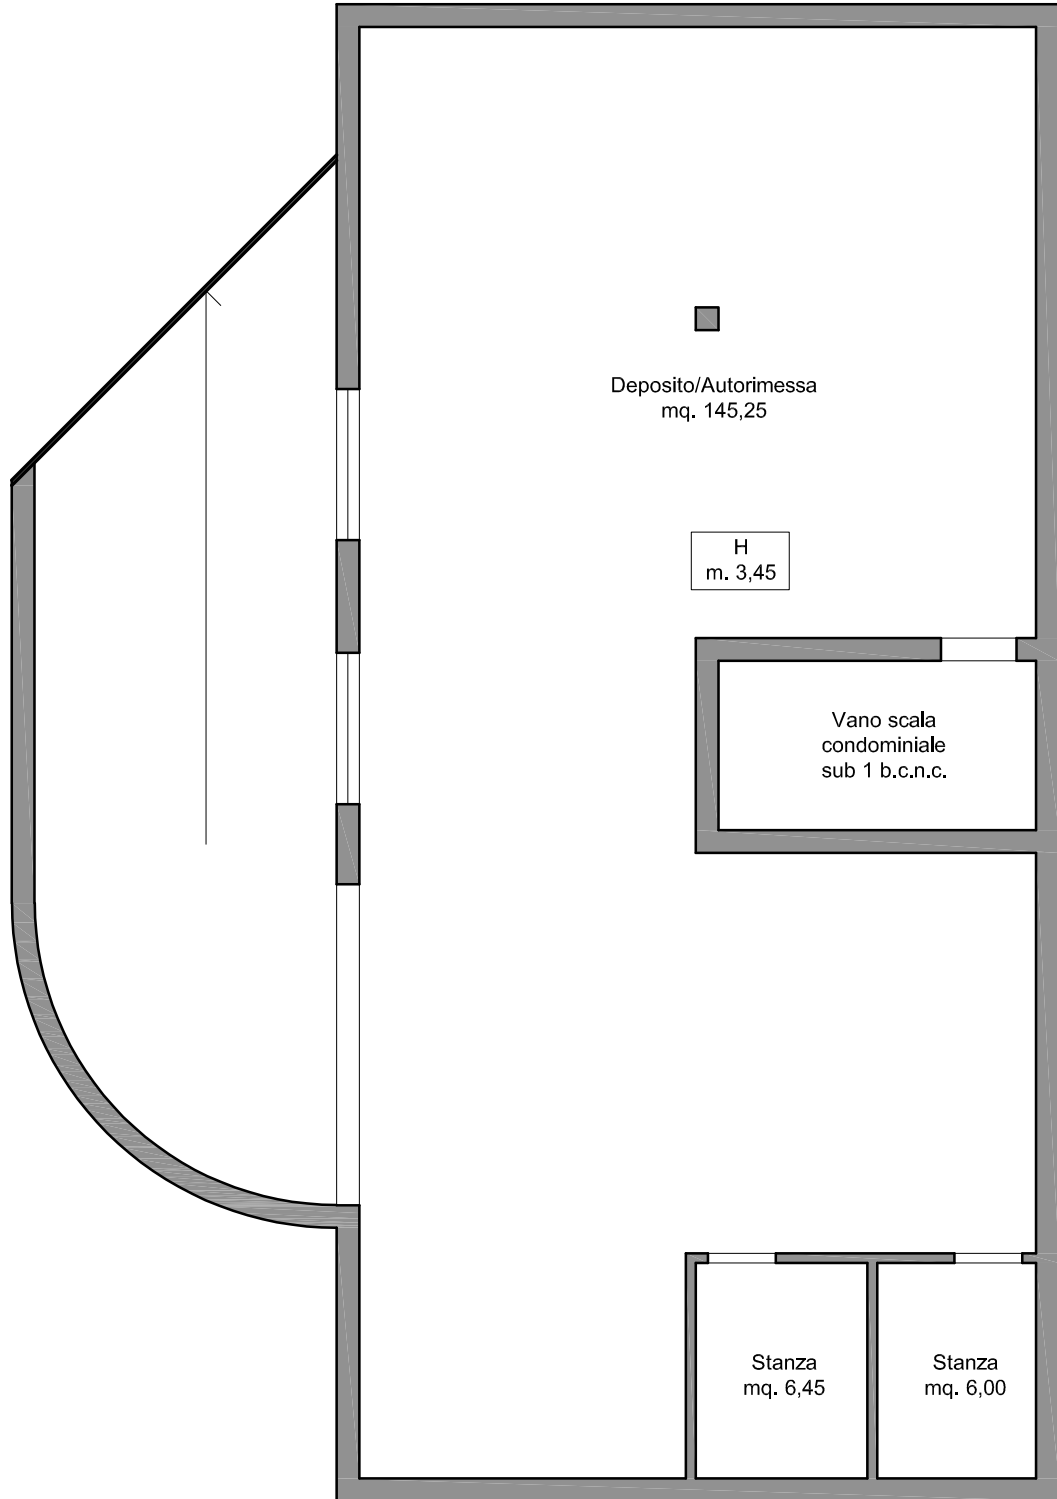 Deposito/Autorimessa
mq. 145,25
H
m. 3,45
Vano scala
condominiale
sub 1 b.c.n.c.
Stanza
mq. 6,45
Stanza
mq. 6,00